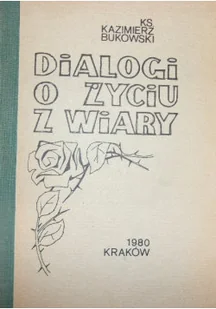 KS
KAZIMIERZ
BUKOWSKI
DIALOGI
O ŻYCIU
Z WIARY
1980
KRAKÓW